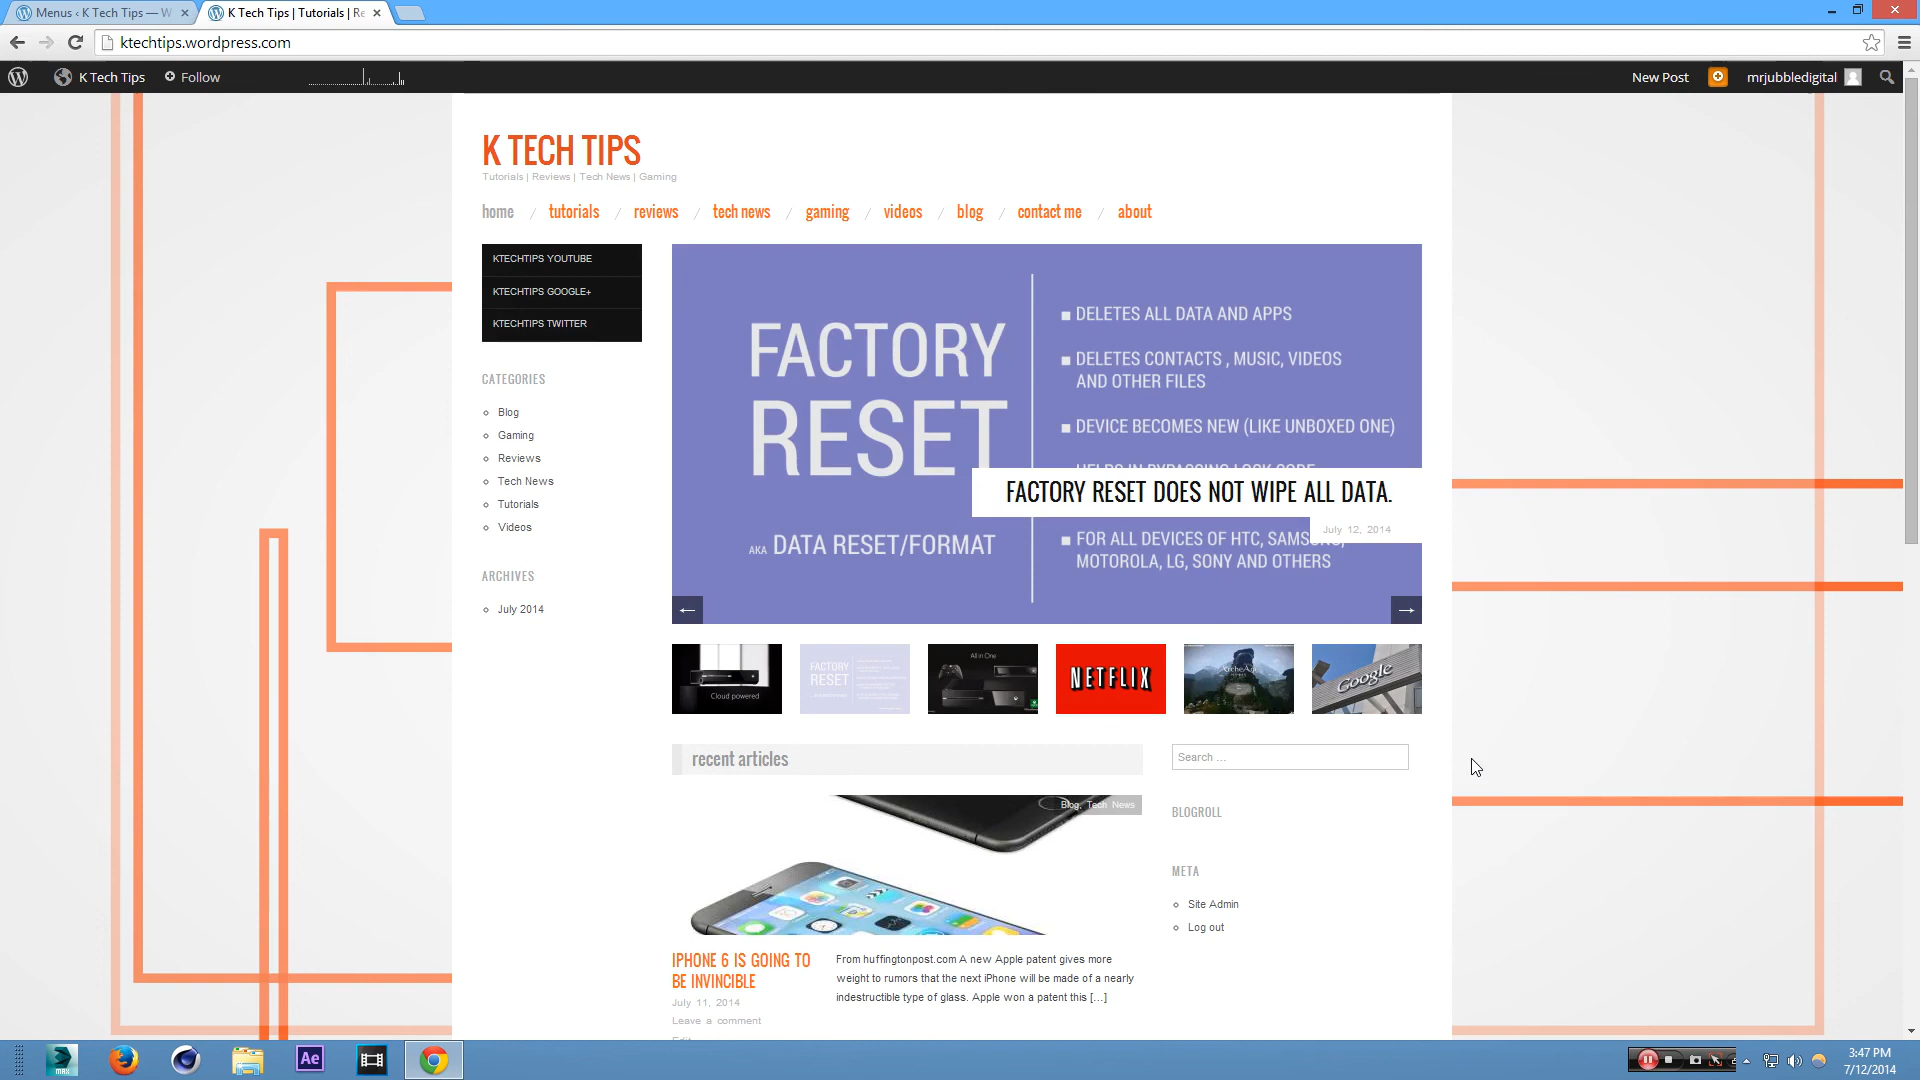 Menus ‹ K Tech Tips — W
K Tech Tips | Tutorials | Re
ktechtips.wordpress.com
K Tech Tips
Follow
New Post
mrjubbledigital
K TECH TIPS
Tutorials | Reviews | Tech News | Gaming
home / tutorials / reviews / tech news / gaming / videos / blog / contact me / about
KTECHTIPS YOUTUBE
KTECHTIPS GOOGLE+
KTECHTIPS TWITTER
CATEGORIES
Blog
Gaming
Reviews
Tech News
Tutorials
Videos
ARCHIVES
July 2014
FACTORY
RESET
AKA DATA RESET/FORMAT
DELETES ALL DATA AND APPS
DELETES CONTACTS , MUSIC, VIDEOS
AND OTHER FILES
DEVICE BECOMES NEW (LIKE UNBOXED ONE)
HELPS IN BYPASSING LOCK CODE
FACTORY RESET DOES NOT WIPE ALL DATA.
July 12, 2014
FOR ALL DEVICES OF HTC, SAMSUNG,
MOTOROLA, LG, SONY AND OTHERS
Cloud powered
FACTORY
RESET
All in One
NETFLIX
ArcheAge
Google
recent articles
Search ...
Blog, Tech News
BLOGROLL
META
Site Admin
Log out
IPHONE 6 IS GOING TO
BE INVINCIBLE
July 11, 2014
Leave a comment
Edit
From huffingtonpost.com A new Apple patent gives more
weight to rumors that the next iPhone will be made of a nearly
indestructible type of glass. Apple won a patent this [...]
MAX
Ae
3:47 PM
7/12/2014